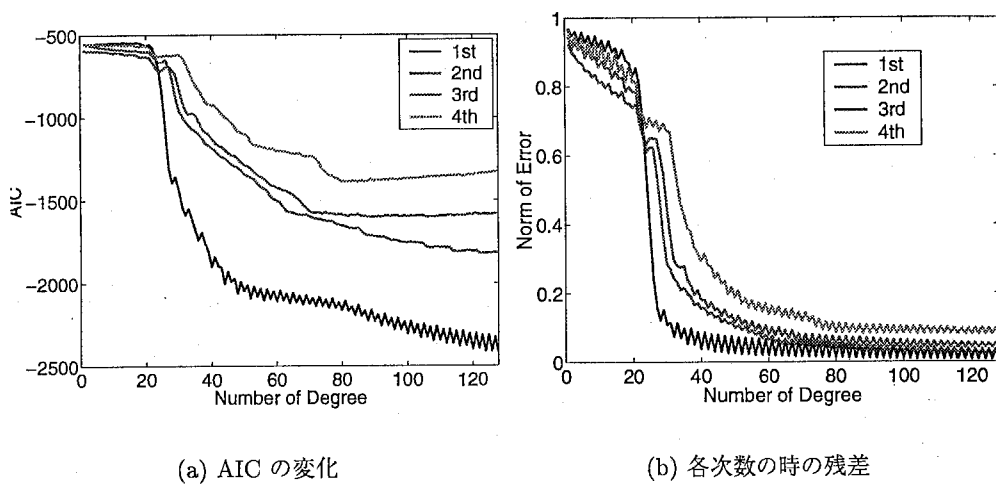 -500
-1000
-1500
-2000
-2500
AIC
0 20 40 60 80 100 120
Number of Degree
1st
2nd
3rd
4th
(a) AIC の変化
1
0.8
0.6
0.4
0.2
0
Norm of Error
0 20 40 60 80 100 120
Number of Degree
1st
2nd
3rd
4th
(b) 各次数の時の残差